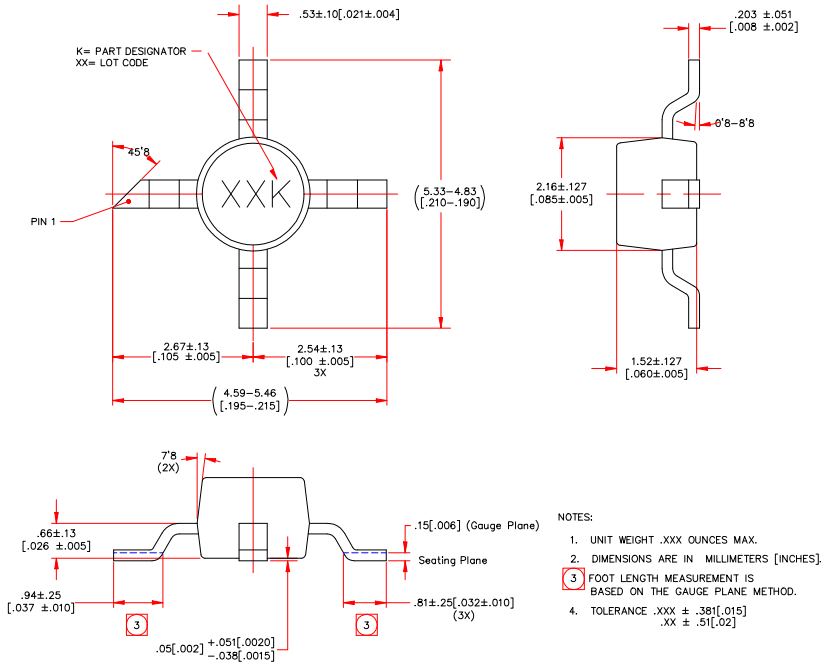 .53±.10[.021±.004]
.203 ±.051
[.008 ±.002]
K= PART DESIGNATOR
XX= LOT CODE
0'8-8'8
45'8
XXK
PIN 1
(5.33-4.83
[.210-.190])
2.16±.127
[.085±.005]
2.67±.13
[.105 ±.005]
2.54±.13
[.100 ±.005]
3X
1.52±.127
[.060±.005]
(4.59-5.46
[.195-.215])
7'8
(2X)
.66±.13
[.026 ±.005]
.15[.006] (Gauge Plane)
Seating Plane
.94±.25
[.037 ±.010]
.81±.25[.032±.010]
(3X)
3
3
.05[.002] +.051[.0020]
-.038[.0015]
NOTES:
1. UNIT WEIGHT .XXX OUNCES MAX.
2. DIMENSIONS ARE IN MILLIMETERS [INCHES].
3 FOOT LENGTH MEASUREMENT IS
BASED ON THE GAUGE PLANE METHOD.
4. TOLERANCE .XXX ± .381[.015]
.XX ± .51[.02]